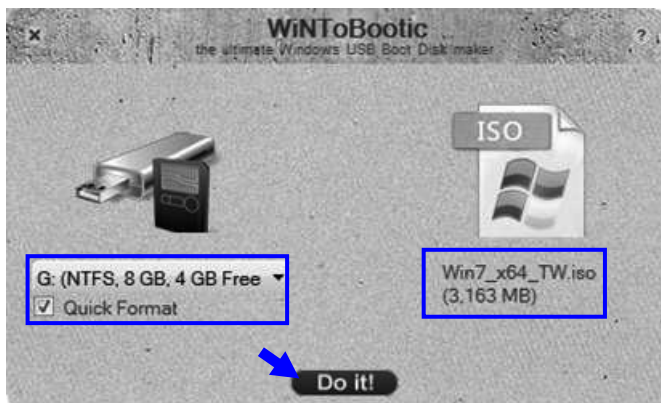 x
WiNToBootic
?
the ultimate Windows USB Boot Disk maker
ISO
G: (NTFS, 8 GB, 4 GB Free
Quick Format
Win7_x64_TW.iso
(3,163 MB)
Do it!